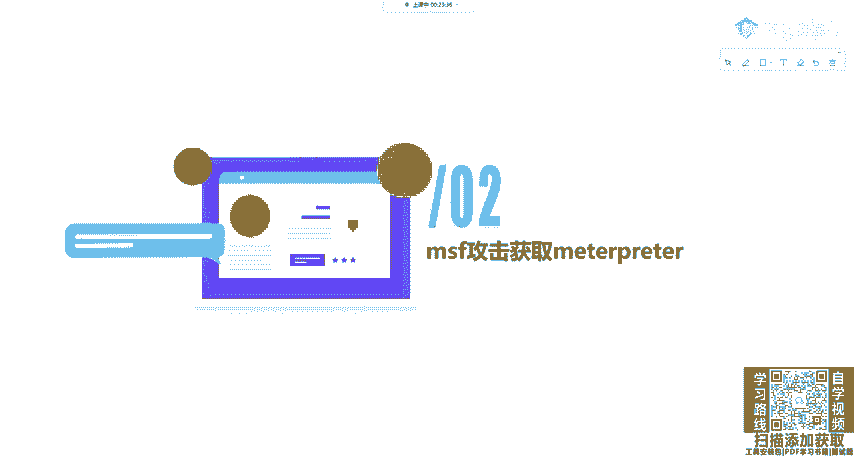 上课中 00:23:36
/02
msf攻击获取meterpreter
学习路线
自学视频
扫描添加获取
工具安装包|PDF学习书籍|面试题